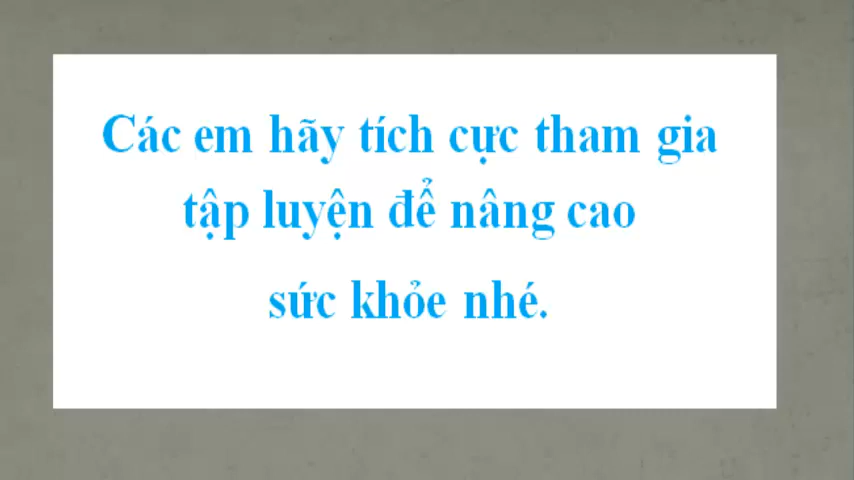 Các em hãy tích cực tham gia
tập luyện để nâng cao
sức khỏe nhé.